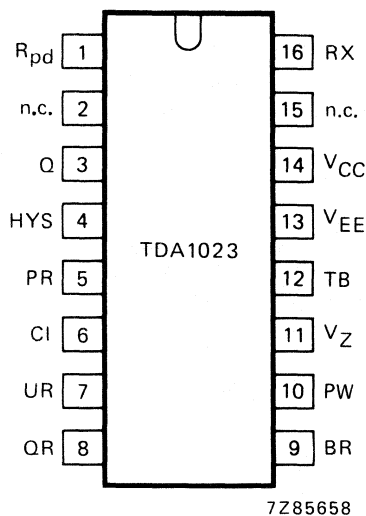 Rpd 1 16 RX
n.c. 2 15 n.c.
Q 3 14 VCC
HYS 4 13 VEE
TDA1023
PR 5 12 TB
CI 6 11 VZ
UR 7 10 PW
QR 8 9 BR
7Z85658